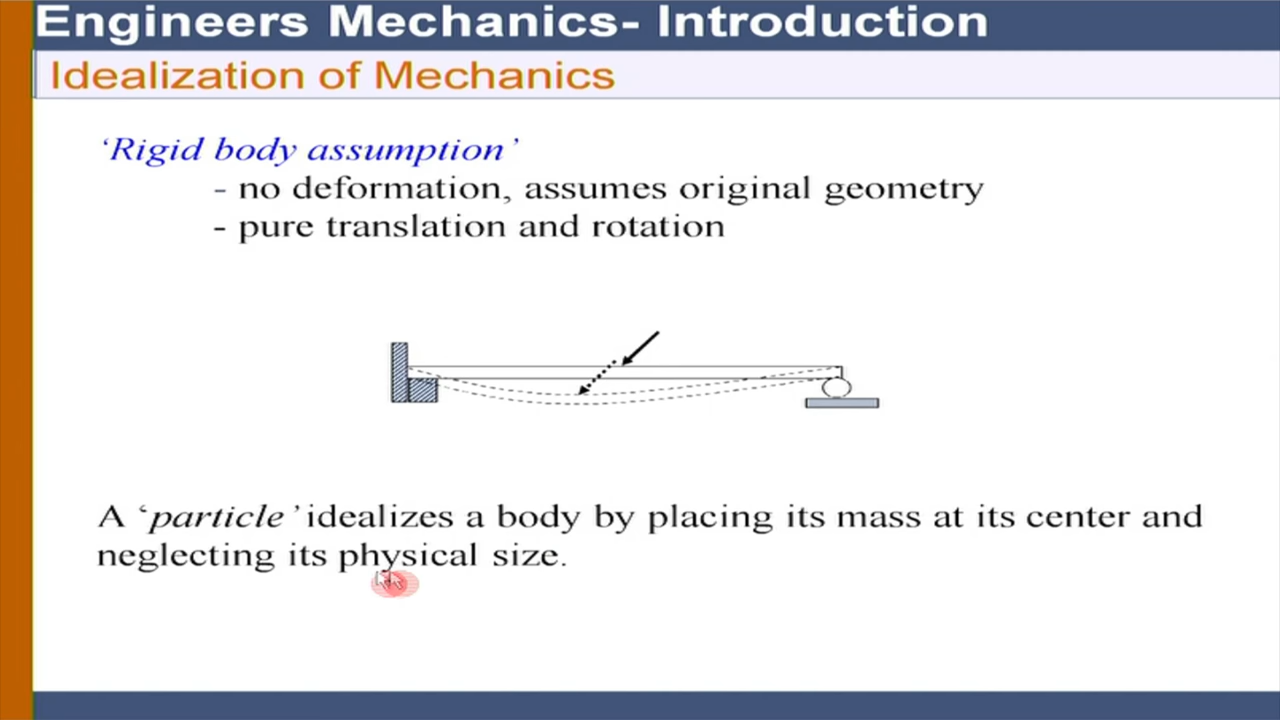 Engineers Mechanics- Introduction
Idealization of Mechanics
‘Rigid body assumption’
- no deformation, assumes original geometry
- pure translation and rotation
A ‘particle’ idealizes a body by placing its mass at its center and
neglecting its physical size.